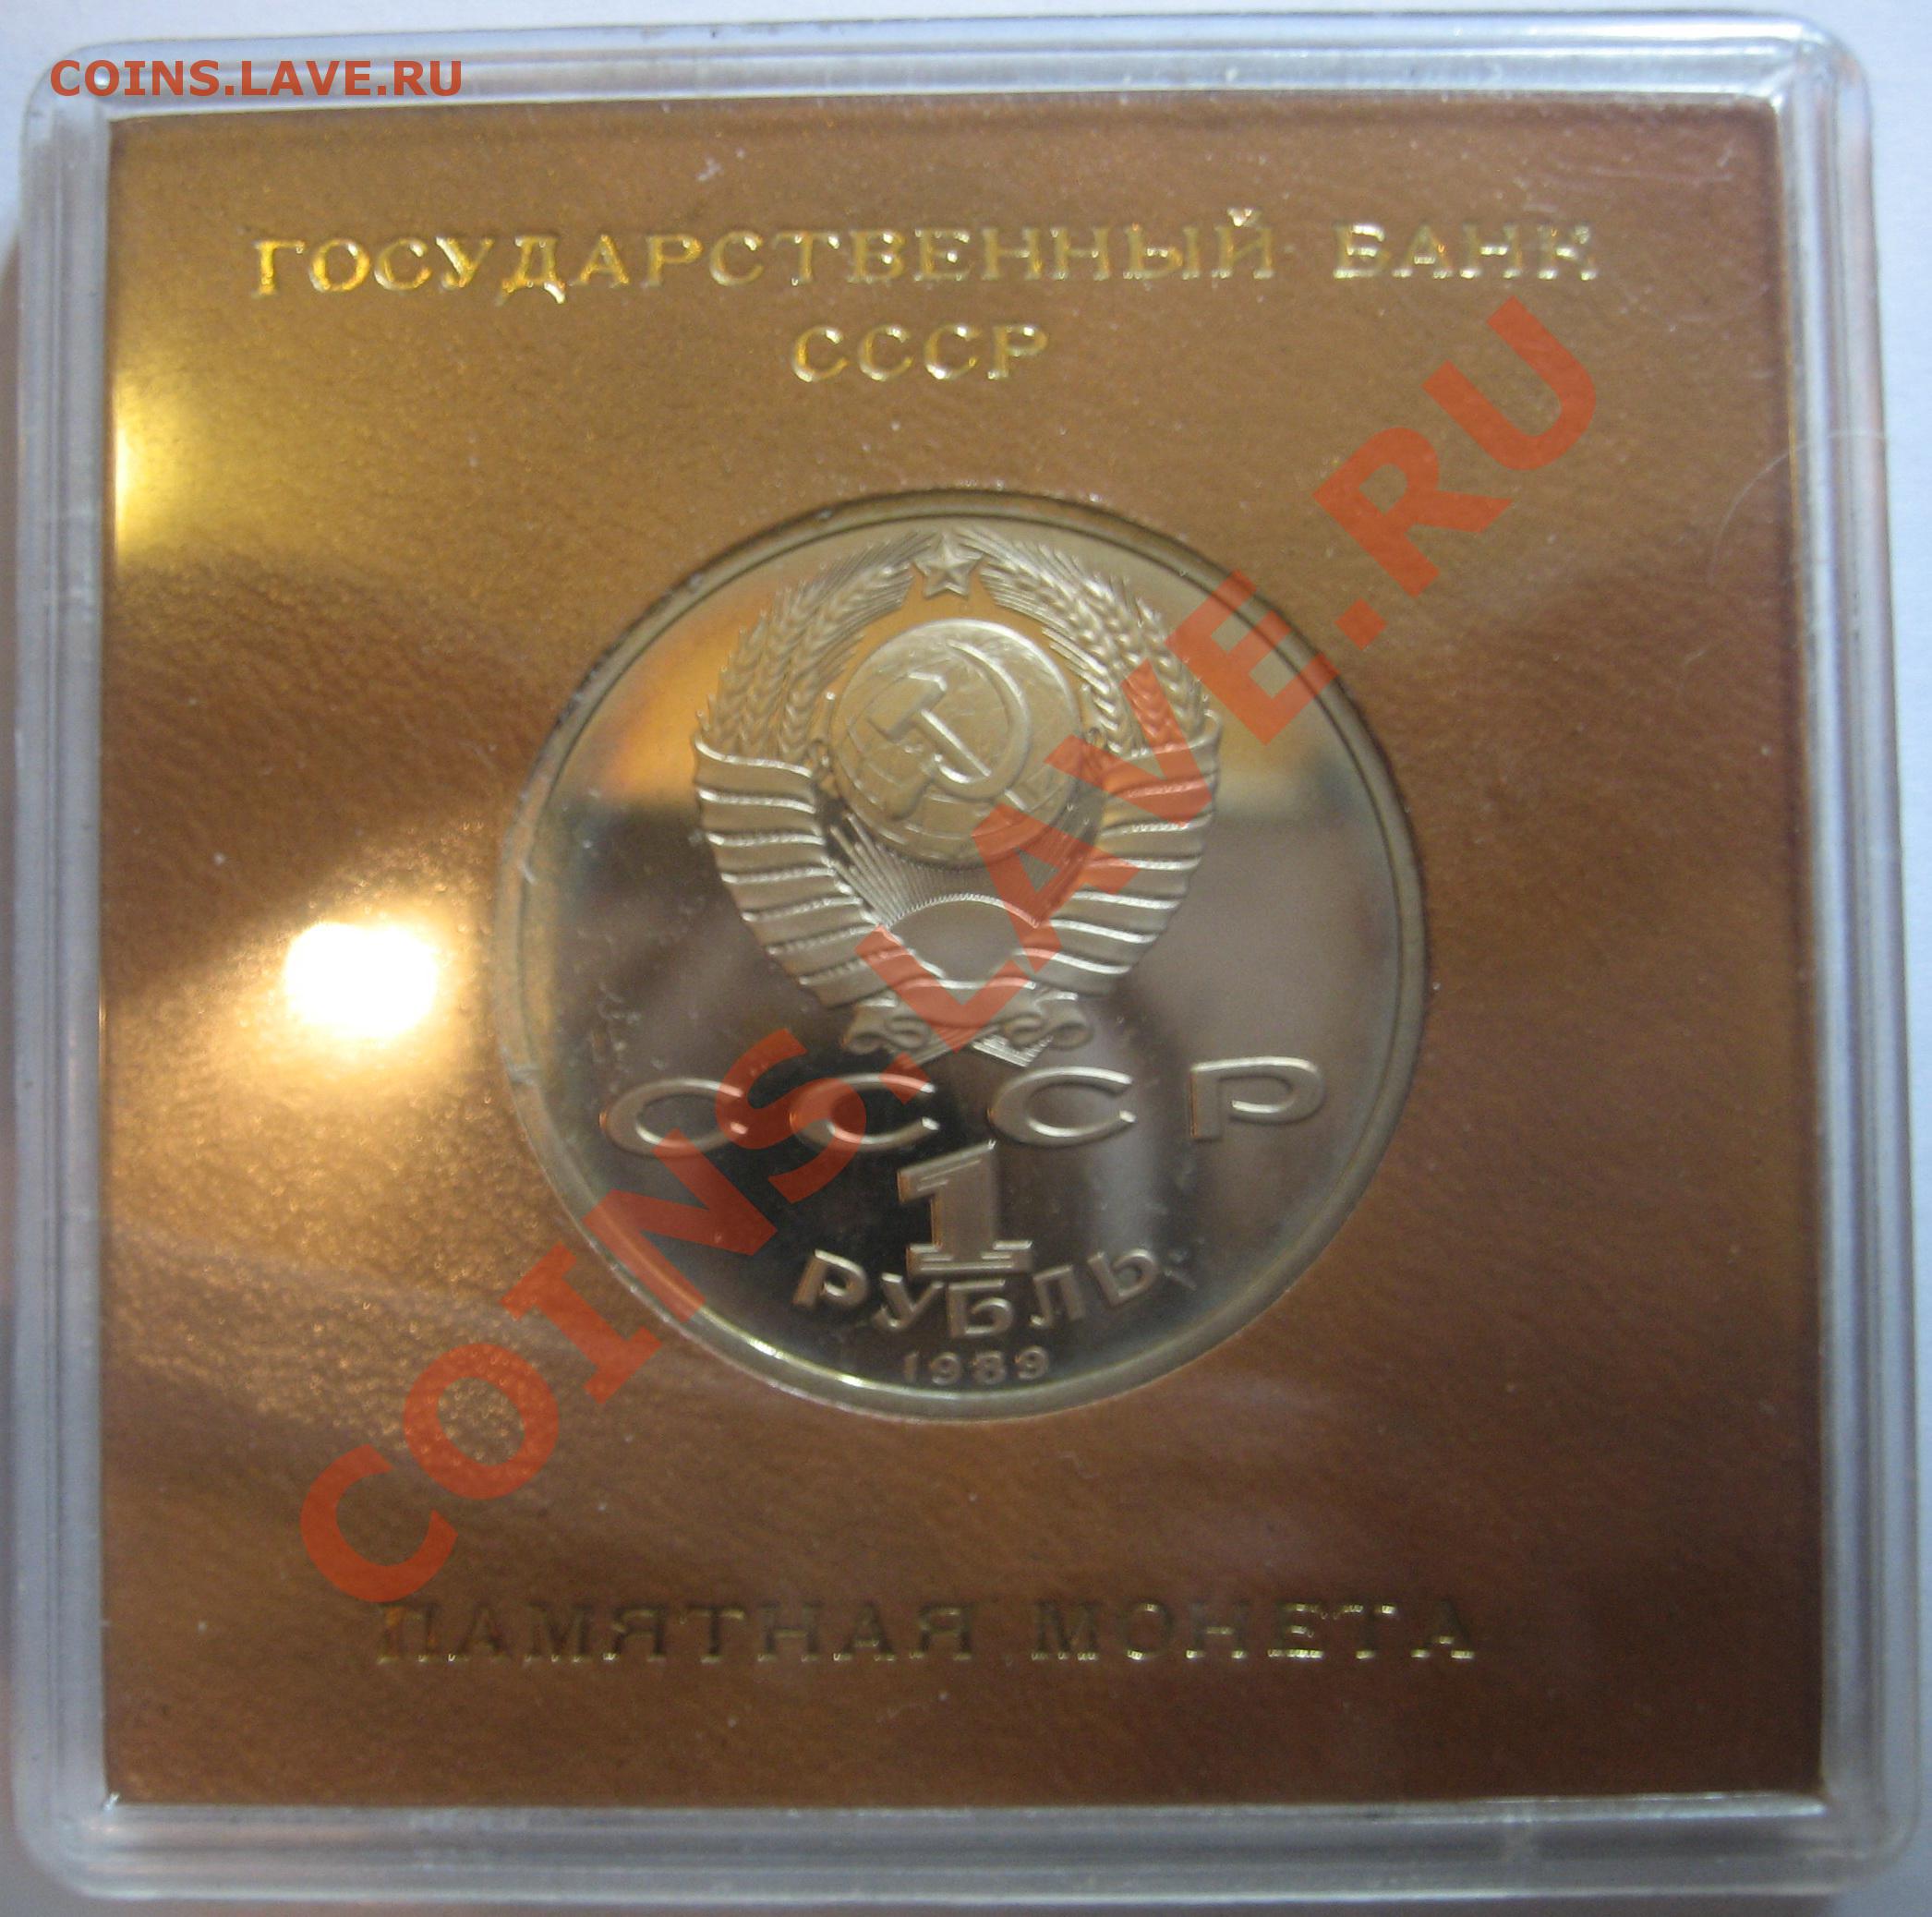 COINS.LAVE.RU
ГОСУДАРСТВЕННЫЙ БАНК
СССР
COINS.LAVE.RU
СССР
1
РУБЛЬ
1989
ПАМЯТНАЯ МОНЕТА